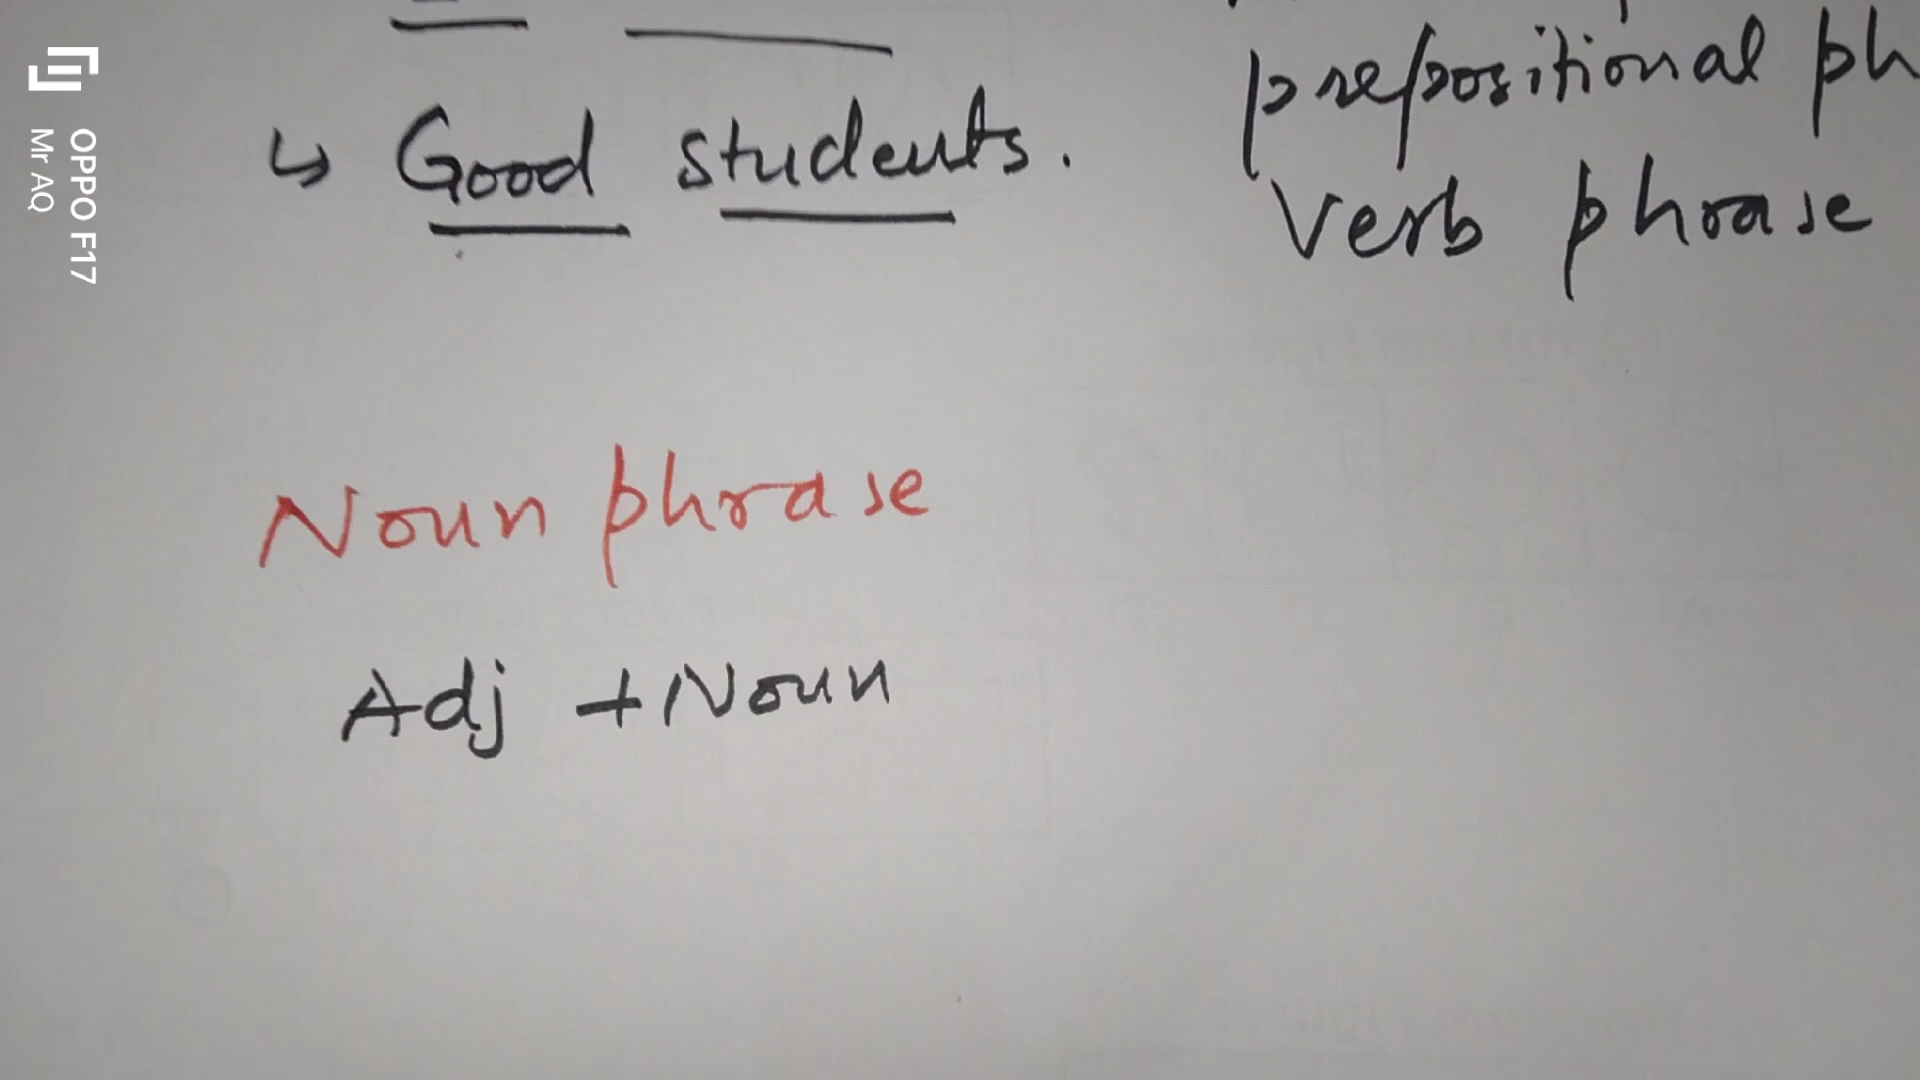 ↳ Good students.
prepositional ph
Verb phrase
Noun phrase
Adj + Noun
OPPO F17
Mr AQ